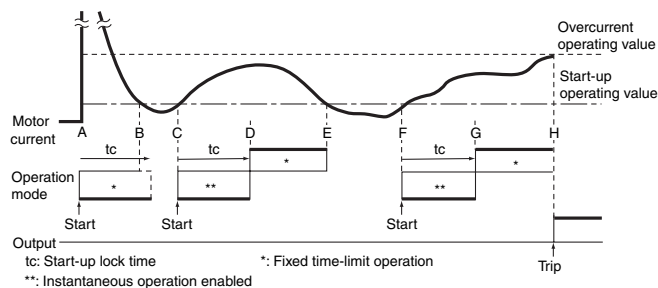 Overcurrent
operating value
Start-up
operating value
Motor
current
A B C D E F G H
tc tc tc
Operation
mode
* ** * ** *
Start Start Start
Output
Trip
tc: Start-up lock time *: Fixed time-limit operation
**: Instantaneous operation enabled